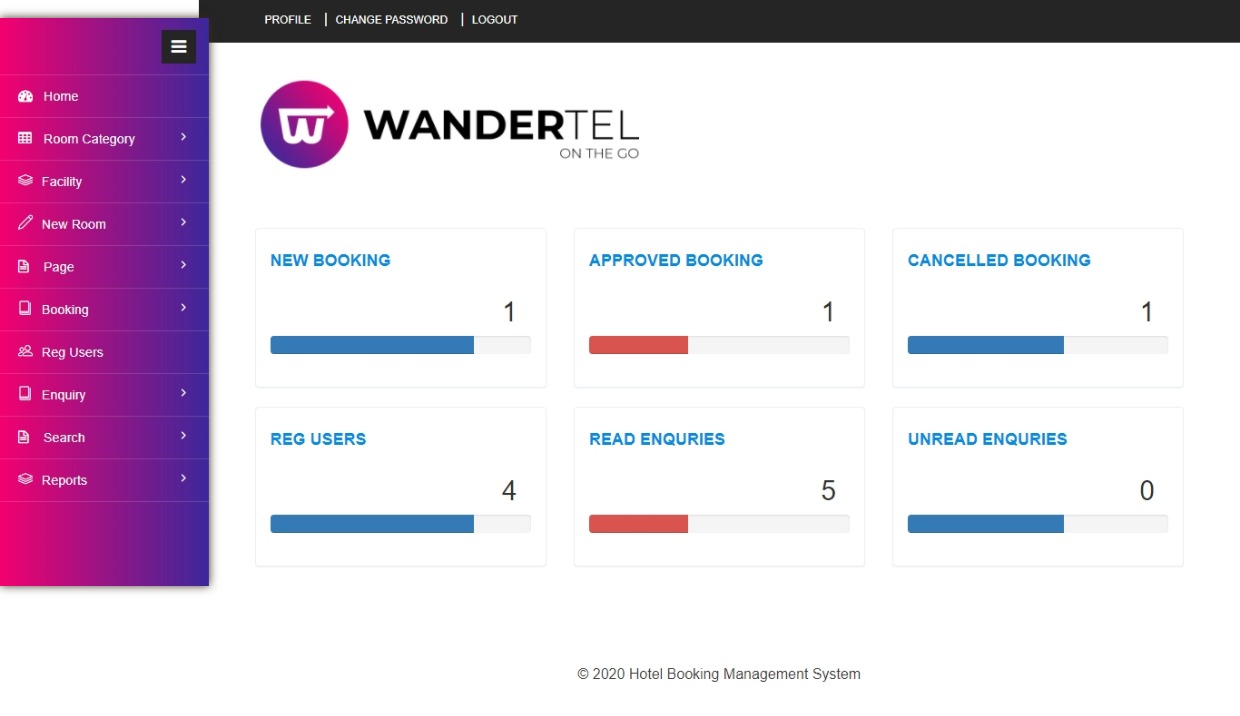 PROFILE | CHANGE PASSWORD | LOGOUT
Home
Room Category
Facility
New Room
Page
Booking
Reg Users
Enquiry
Search
Reports
WANDERTEL
ON THE GO
NEW BOOKING
1
APPROVED BOOKING
1
CANCELLED BOOKING
1
REG USERS
4
READ ENQURIES
5
UNREAD ENQURIES
0
© 2020 Hotel Booking Management System